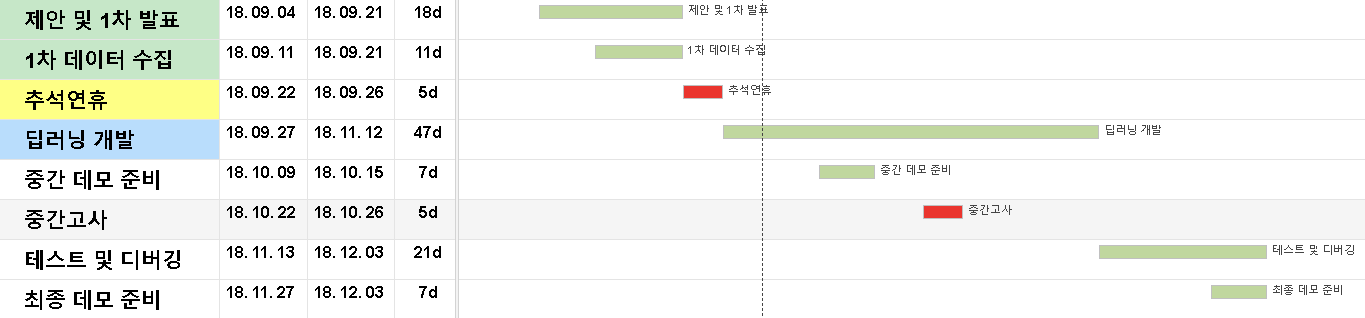 제안 및 1차 발표 18.09.04 18.09.21 18d 제안 및 1차 발표
1차 데이터 수집 18.09.11 18.09.21 11d 1차 데이터 수집
추석연휴 18.09.22 18.09.26 5d 추석연휴
딥러닝 개발 18.09.27 18.11.12 47d 딥러닝 개발
중간 데모 준비 18.10.09 18.10.15 7d 중간 데모 준비
중간고사 18.10.22 18.10.26 5d 중간고사
테스트 및 디버깅 18.11.13 18.12.03 21d 테스트 및 디버깅
최종 데모 준비 18.11.27 18.12.03 7d 최종 데모 준비